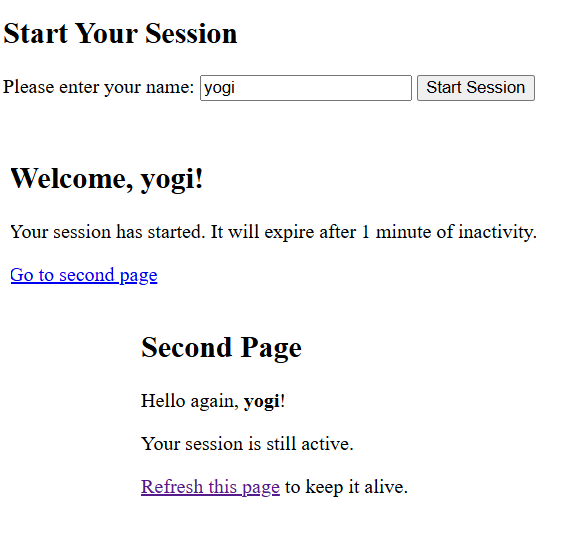 Start Your Session
Please enter your name: yogi Start Session
Welcome, yogi!
Your session has started. It will expire after 1 minute of inactivity.
Go to second page
Second Page
Hello again, yogi!
Your session is still active.
Refresh this page to keep it alive.